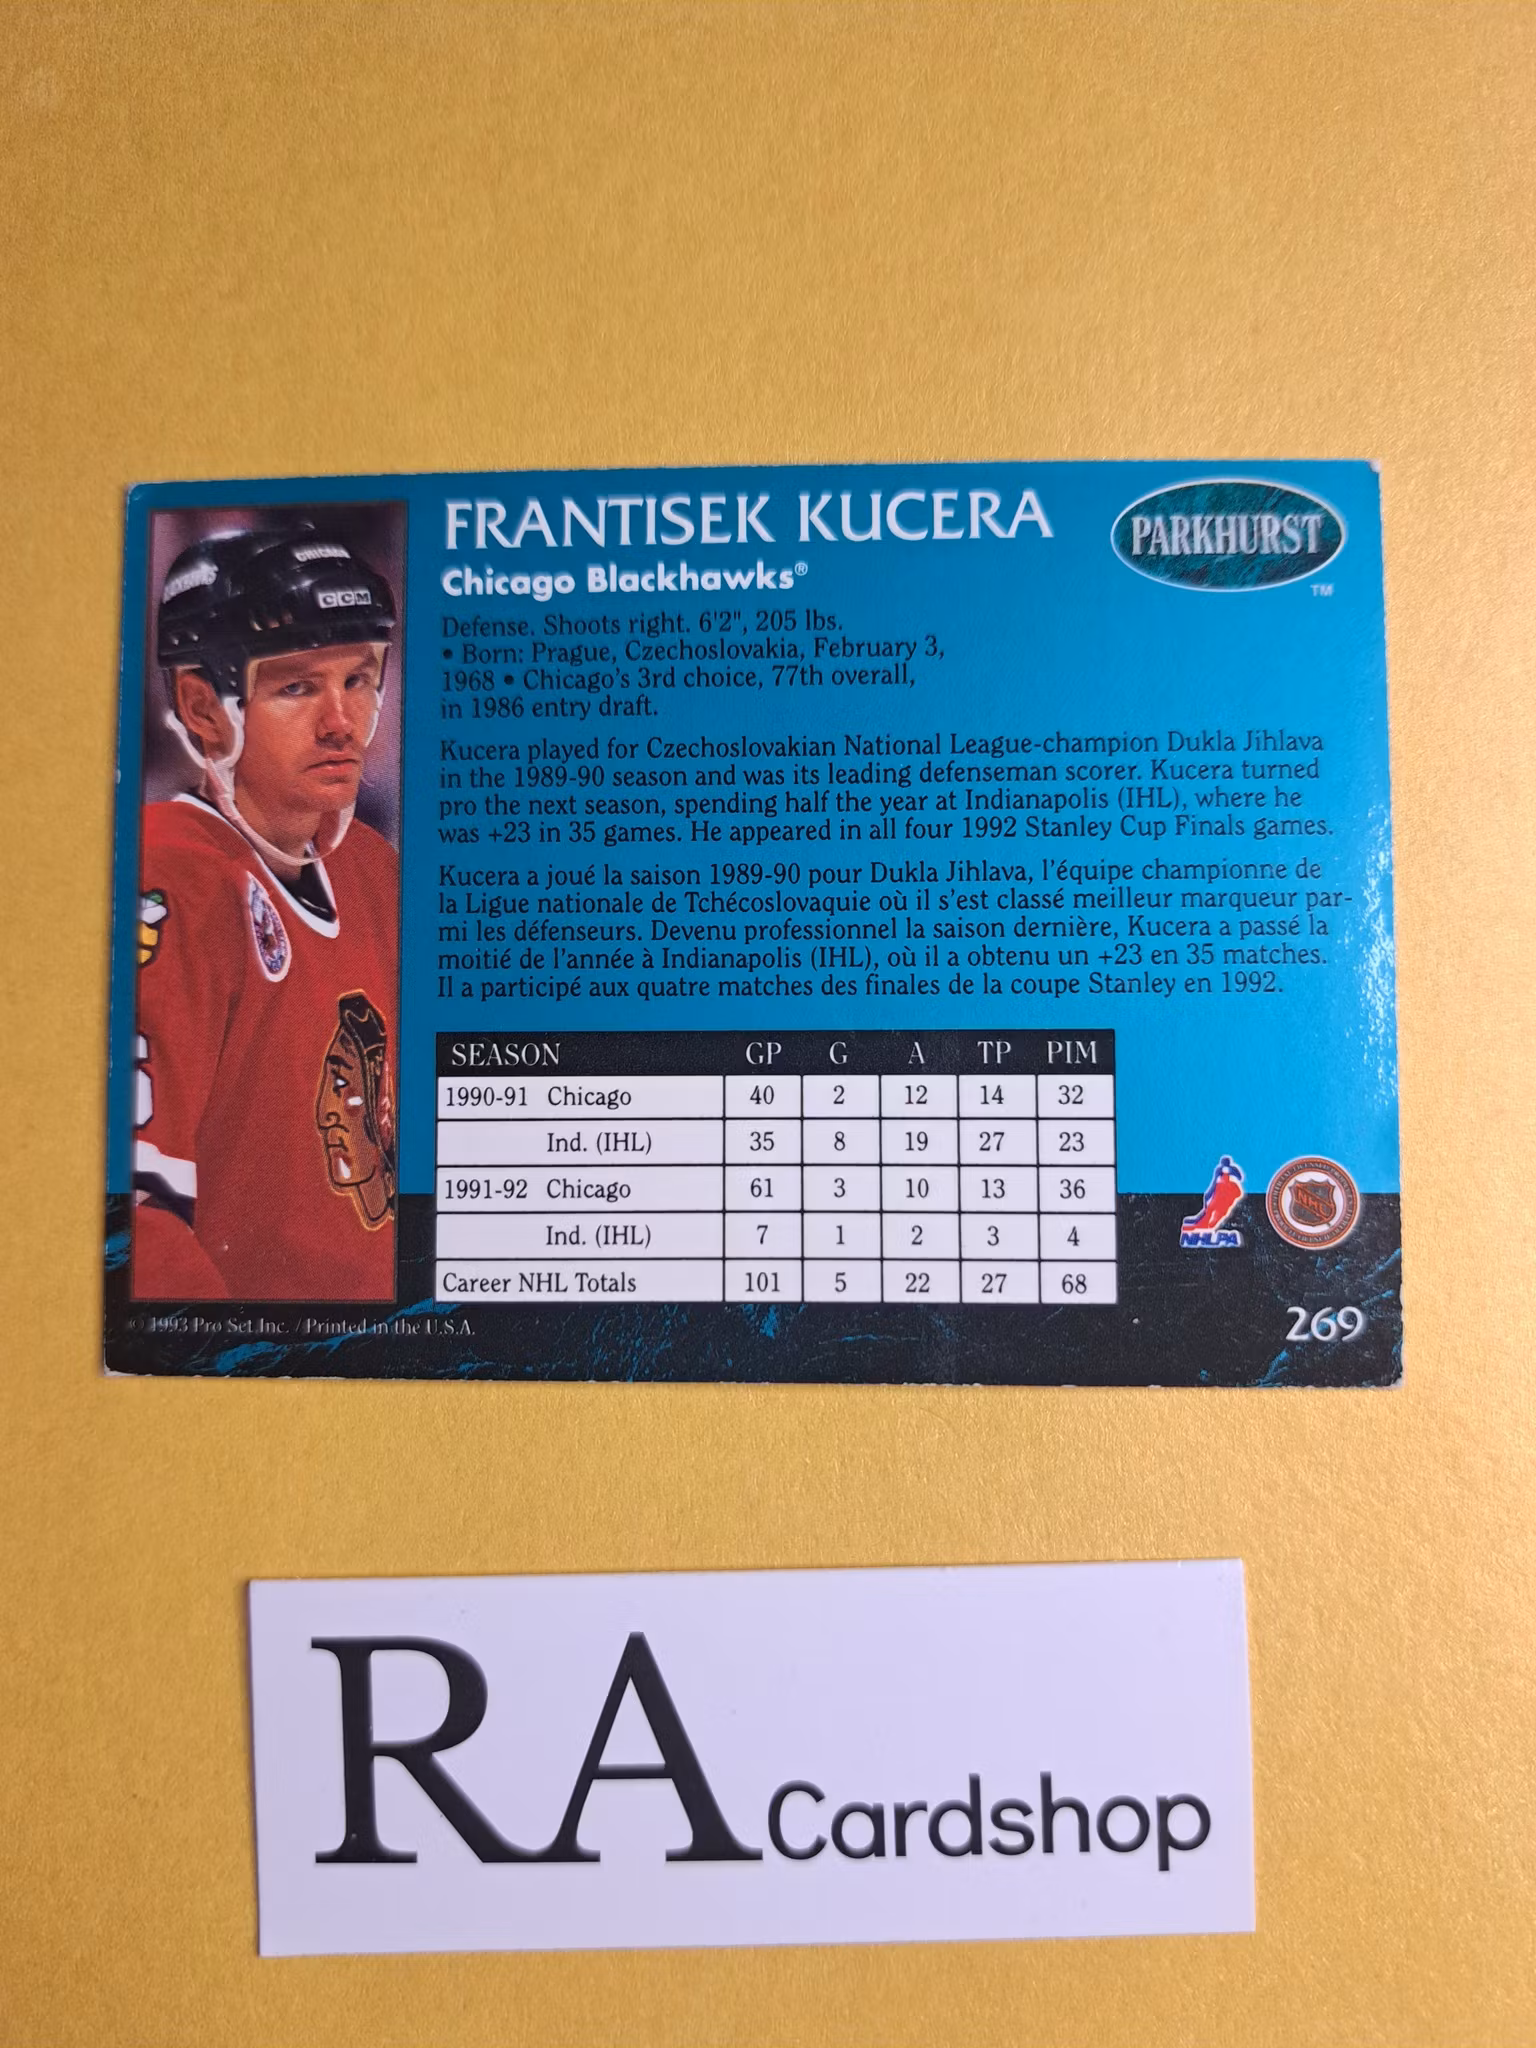 FRANTISEK KUCERA
Chicago Blackhawks®
PARKHURST
TM
CHICAGO
CCM
Defense. Shoots right. 6'2", 205 lbs.
• Born: Prague, Czechoslovakia, February 3,
1968 • Chicago's 3rd choice, 77th overall,
in 1986 entry draft.
Kucera played for Czechoslovakian National League-champion Dukla Jihlava
in the 1989-90 season and was its leading defenseman scorer. Kucera turned
pro the next season, spending half the year at Indianapolis (IHL), where he
was +23 in 35 games. He appeared in all four 1992 Stanley Cup Finals games.
Kucera a joué la saison 1989-90 pour Dukla Jihlava, l'équipe championne de
la Ligue nationale de Tchécoslovaquie où il s'est classé meilleur marqueur par-
mi les défenseurs. Devenu professionnel la saison dernière, Kucera a passé la
moitié de l'année à Indianapolis (IHL), où il a obtenu un +23 en 35 matches.
Il a participé aux quatre matches des finales de la coupe Stanley en 1992.
SEASON GP G A TP PIM
1990-91 Chicago 40 2 12 14 32
Ind. (IHL) 35 8 19 27 23
1991-92 Chicago 61 3 10 13 36
Ind. (IHL) 7 1 2 3 4
Career NHL Totals 101 5 22 27 68
NHLPA
NHL
© 1993 Pro Set Inc. / Printed in the U.S.A.
269
RA Cardshop